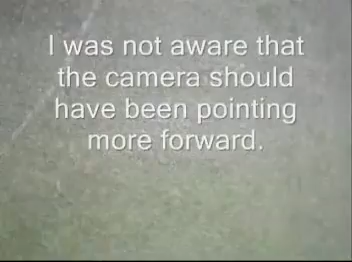 I was not aware that
the camera should
have been pointing
more forward.